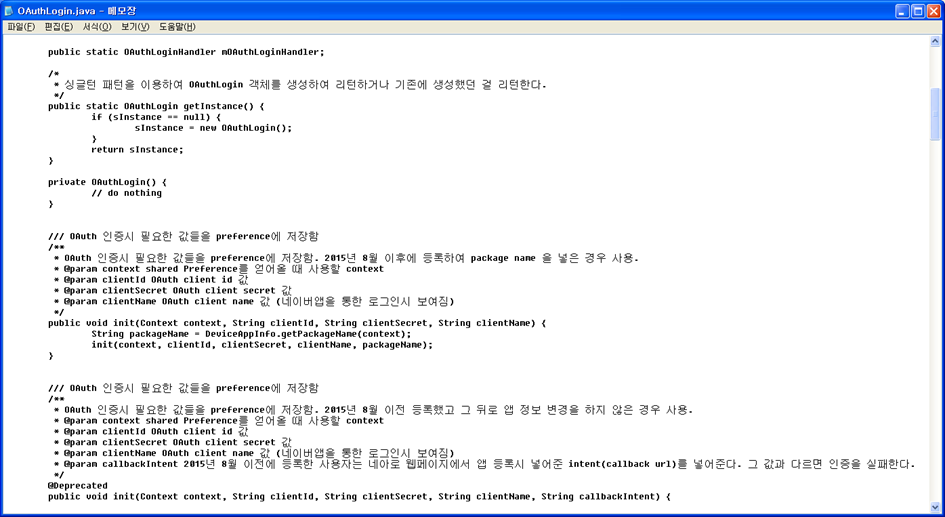 OAuthLogin.java - 메모장
파일(F) 편집(E) 서식(O) 보기(V) 도움말(H)
public static OAuthLoginHandler mOAuthLoginHandler;
/*
* 싱글턴 패턴을 이용하여 OAuthLogin 객체를 생성하여 리턴하거나 기존에 생성했던 걸 리턴한다.
*/
public static OAuthLogin getInstance() {
if (sInstance == null) {
sInstance = new OAuthLogin();
}
return sInstance;
}
private OAuthLogin() {
// do nothing
}
/// OAuth 인증시 필요한 값들을 preference에 저장함
/**
* OAuth 인증시 필요한 값들을 preference에 저장함. 2015년 8월 이후에 등록하여 package name 을 넣은 경우 사용.
* @param context shared Preference를 얻어올 때 사용할 context
* @param clientId OAuth client id 값
* @param clientSecret OAuth client secret 값
* @param clientName OAuth client name 값 (네이버앱을 통한 로그인시 보여짐)
*/
public void init(Context context, String clientId, String clientSecret, String clientName) {
String packageName = DeviceAppInfo.getPackageName(context);
init(context, clientId, clientSecret, clientName, packageName);
}
/// OAuth 인증시 필요한 값들을 preference에 저장함
/**
* OAuth 인증시 필요한 값들을 preference에 저장함. 2015년 8월 이전 등록했고 그 뒤로 앱 정보 변경을 하지 않은 경우 사용.
* @param context shared Preference를 얻어올 때 사용할 context
* @param clientId OAuth client id 값
* @param clientSecret OAuth client secret 값
* @param clientName OAuth client name 값 (네이버앱을 통한 로그인시 보여짐)
* @param callbackIntent 2015년 8월 이전에 등록한 사용자는 네아로 웹페이지에서 앱 등록시 넣어준 intent(callback url)를 넣어준다. 그 값과 다르면 인증을 실패한다.
*/
@Deprecated
public void init(Context context, String clientId, String clientSecret, String clientName, String callbackIntent) {